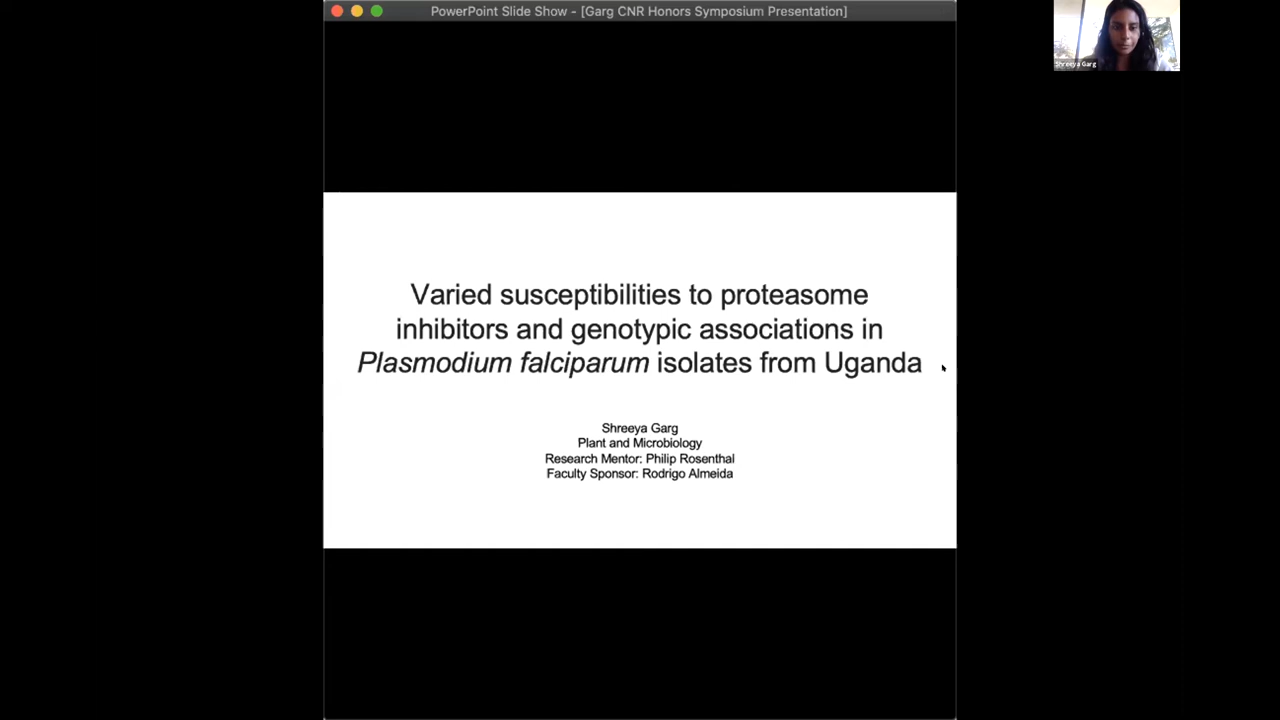 PowerPoint Slide Show - [Garg CNR Honors Symposium Presentation]
Shreeya Garg
Varied susceptibilities to proteasome
inhibitors and genotypic associations in
Plasmodium falciparum isolates from Uganda
Shreeya Garg
Plant and Microbiology
Research Mentor: Philip Rosenthal
Faculty Sponsor: Rodrigo Almeida